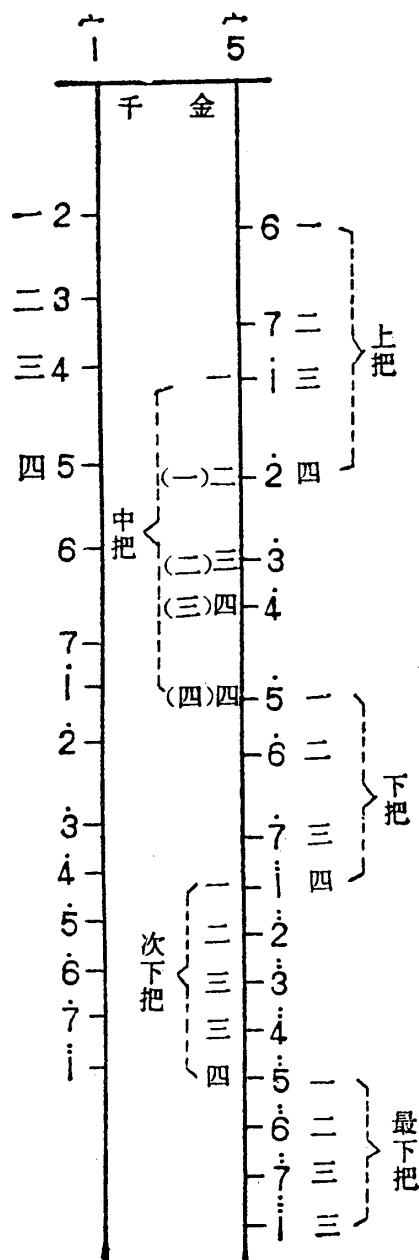 1 5
千 金
一 2
6 一
二 3
7 二
三 4
一 i̇ 三
上把
四 5
(一)二 2̇ 四
中把
6
(二)三 3̇
(三)四 4̇
7
i̇
(四)四 5̇ 一
2̇
6̇ 二
下把
3̇
7̇ 三
4̇
一 ï 四
5̇
二 2̈
次下把
6̇
三 3̈
7̇
三 4̈
ï
四 5̈ 一
6̈ 二
最下把
7̈ 三
i⃛ 三